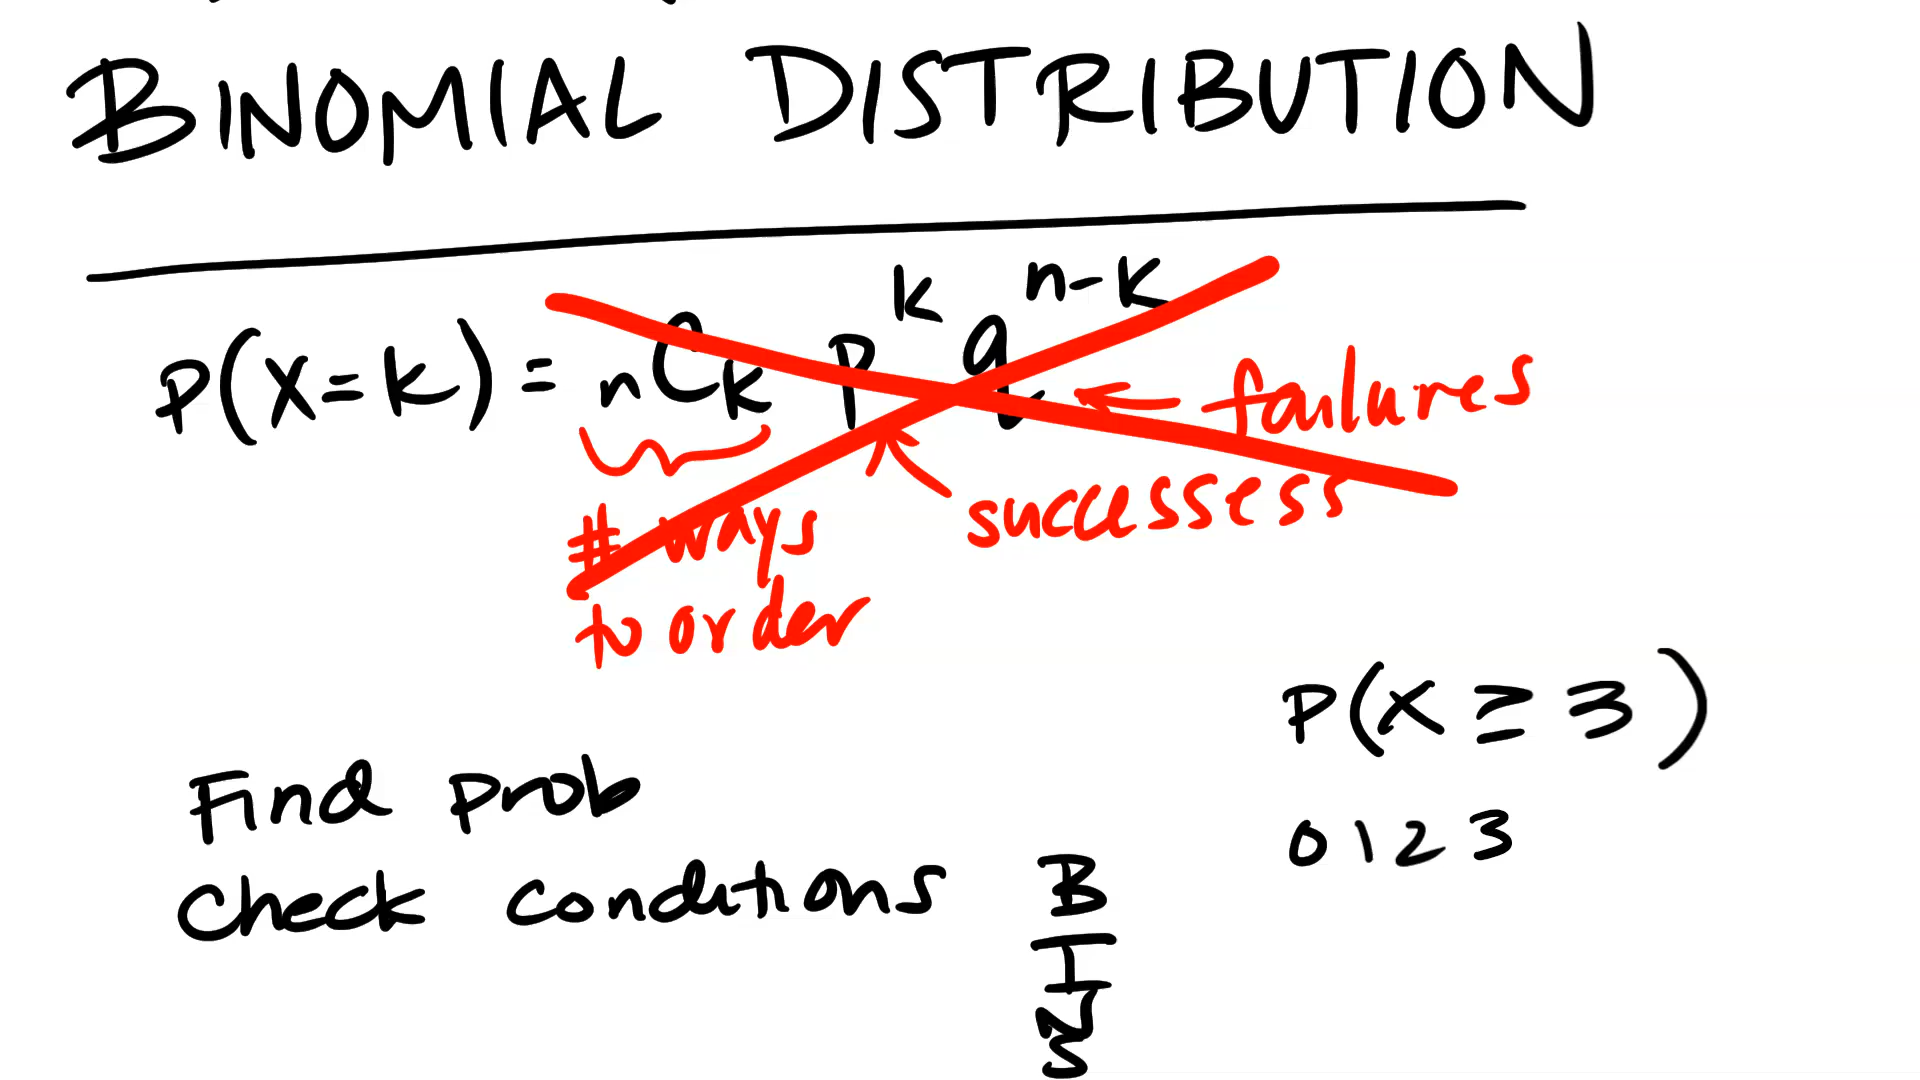 BINOMIAL DISTRIBUTION
P(X=k) = nCk p^k q^n-k
← failures
successess
# ways
to order
P(X ≥ 3)
0 1 2 3
Find prob
Check conditions
B
I
N
S